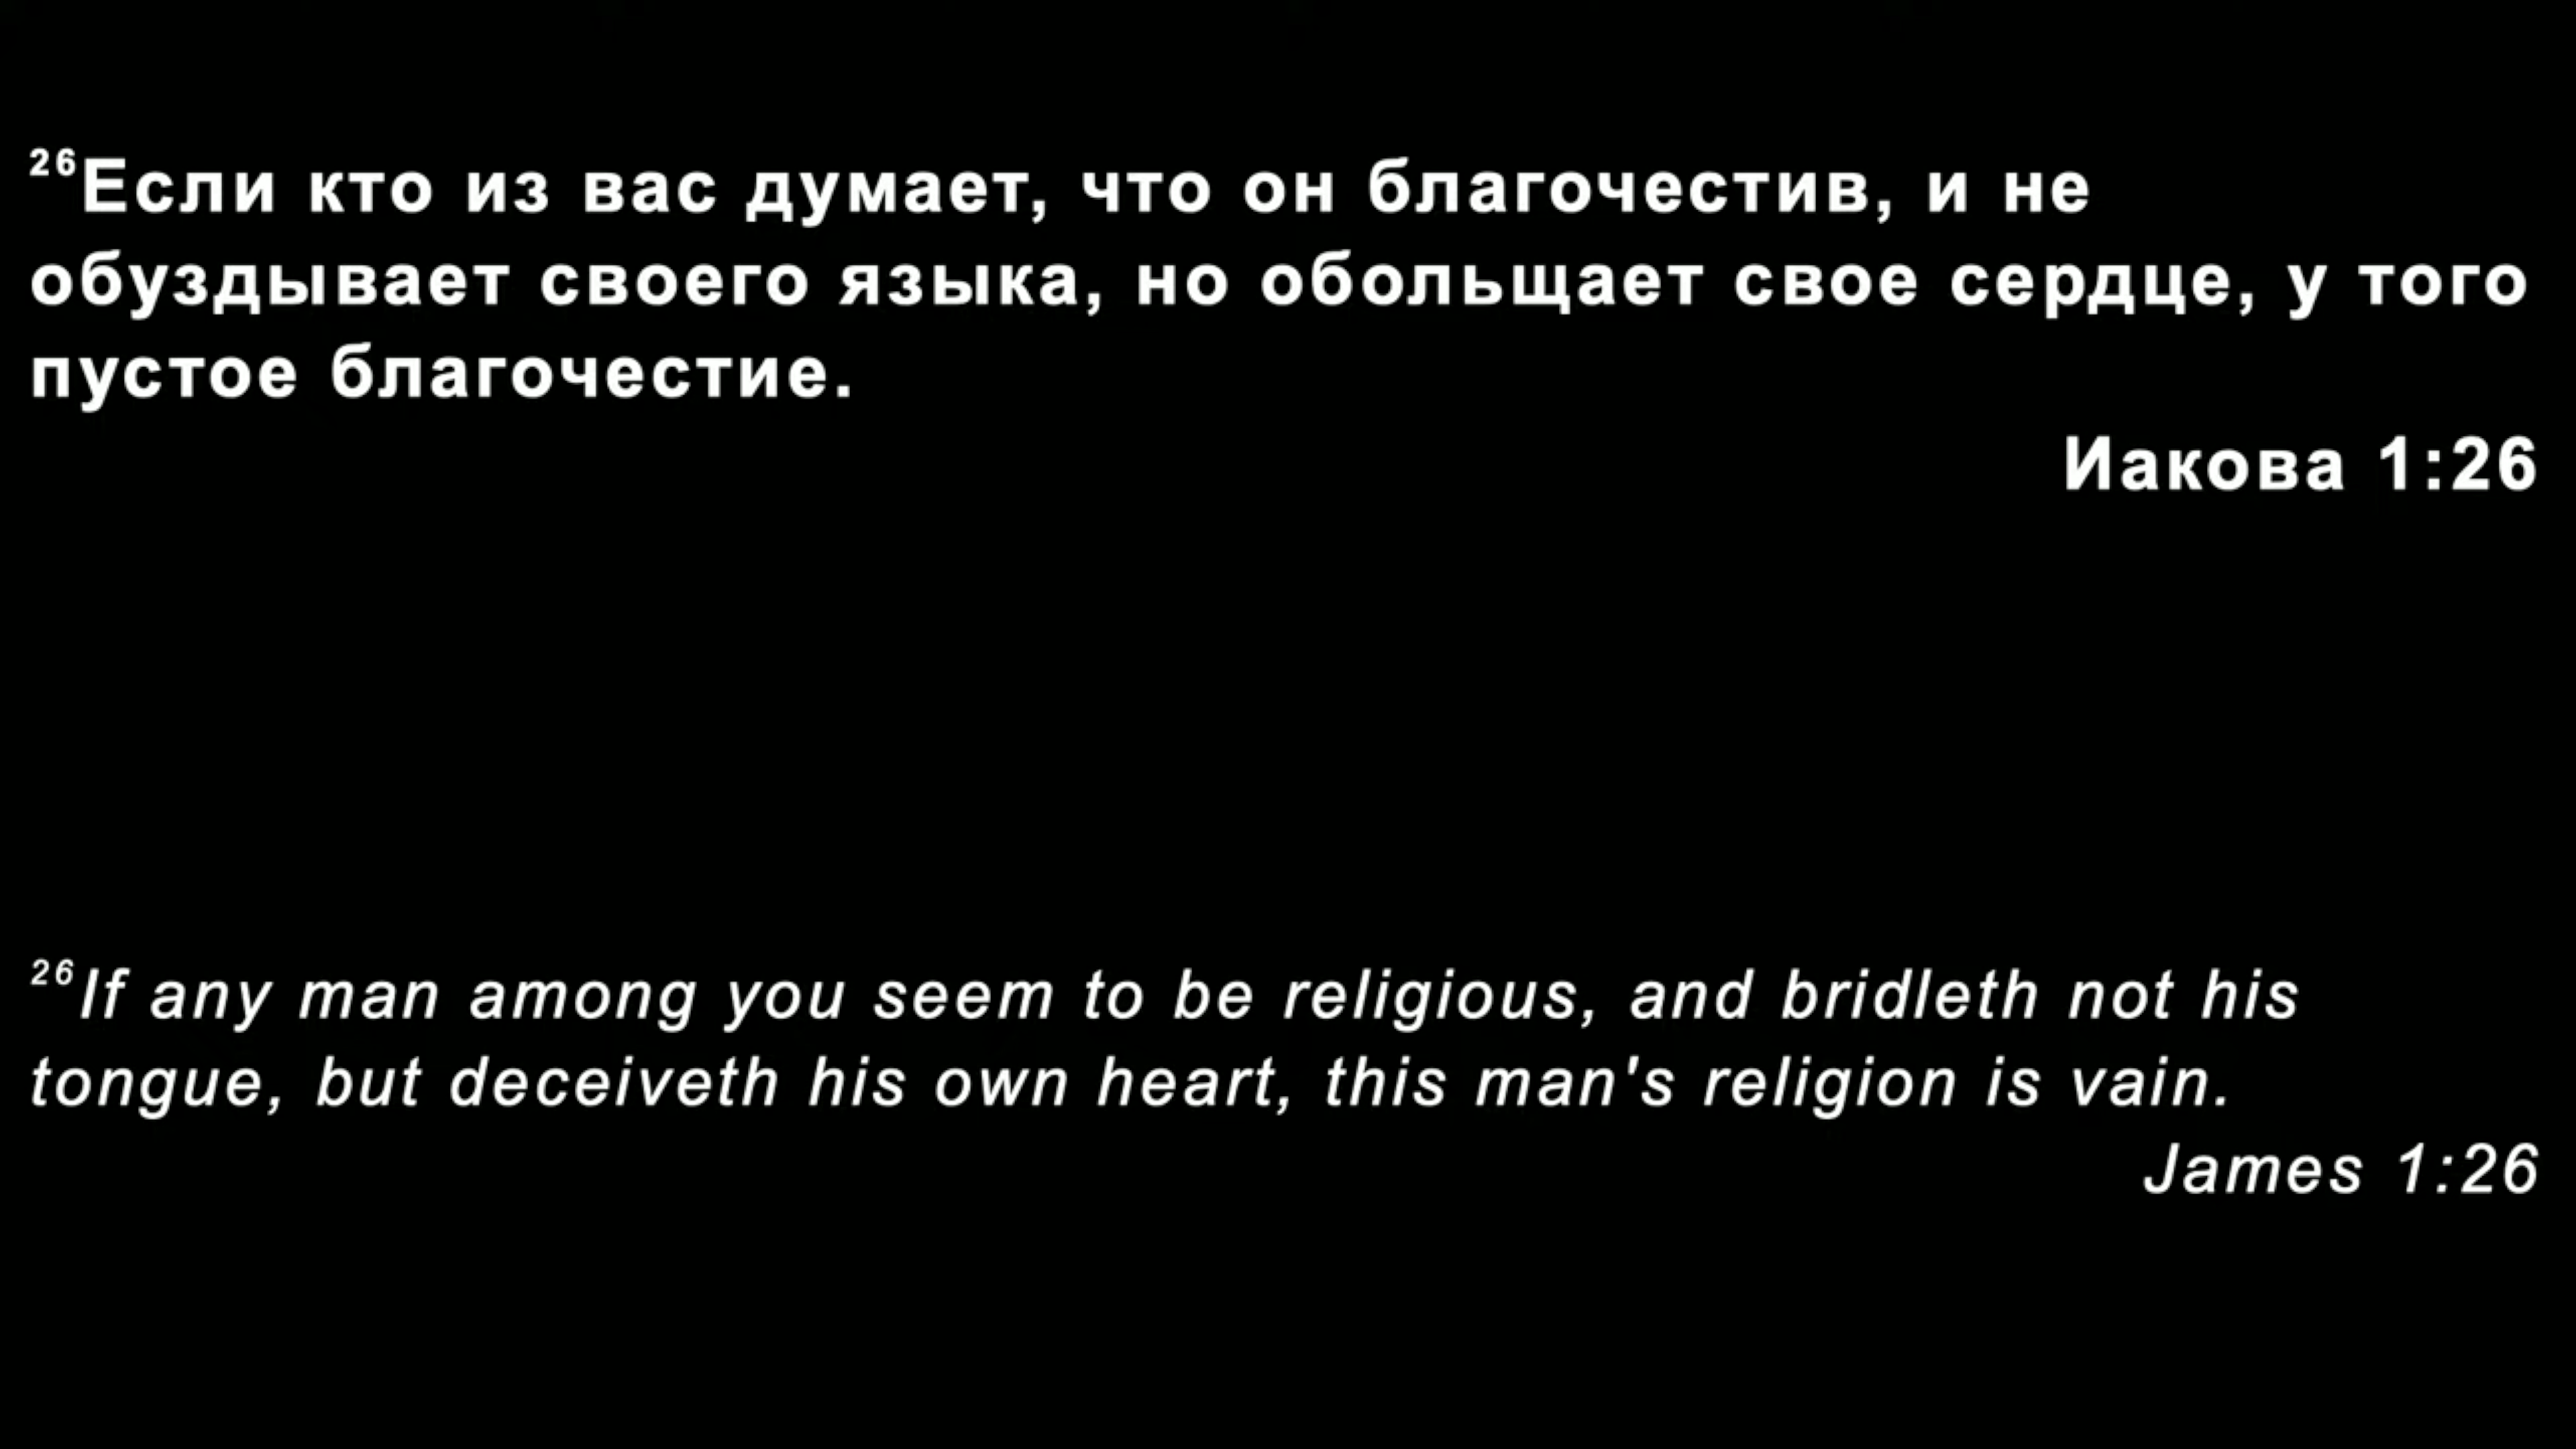 ²⁶Если кто из вас думает, что он благочестив, и не
обуздывает своего языка, но обольщает свое сердце, у того
пустое благочестие.
Иакова 1:26
²⁶If any man among you seem to be religious, and bridleth not his
tongue, but deceiveth his own heart, this man's religion is vain.
James 1:26